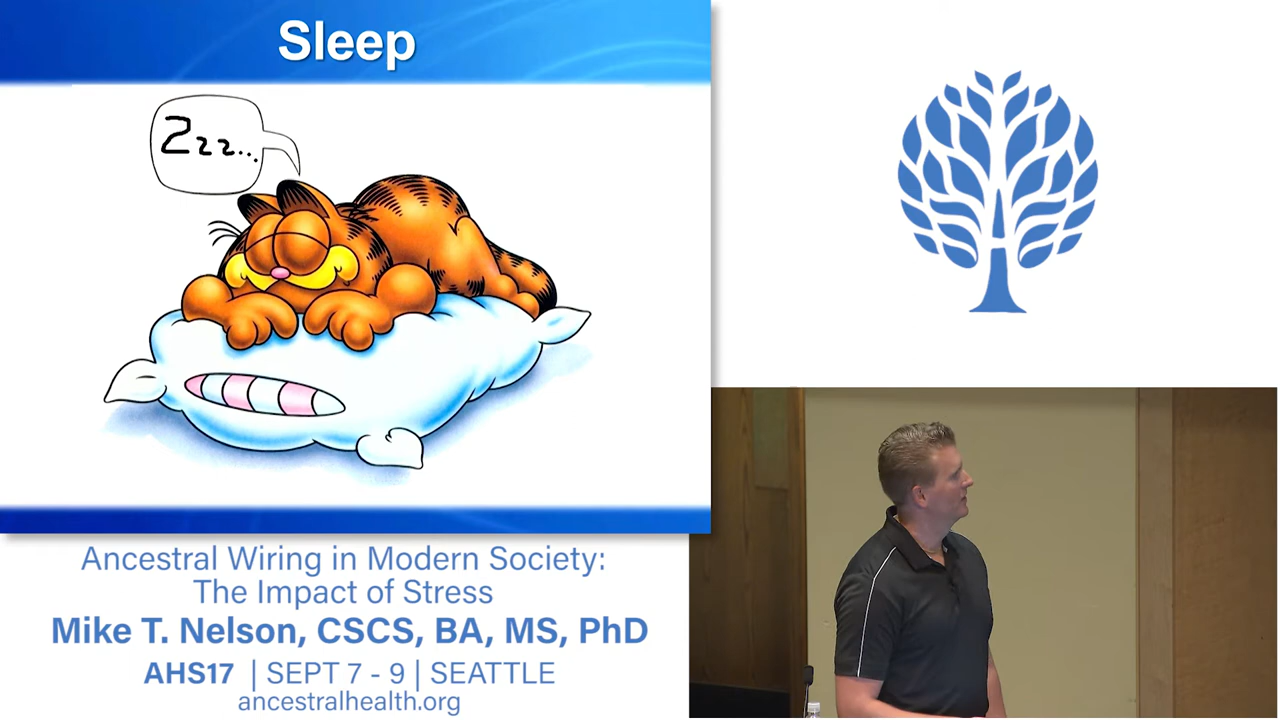 Sleep
Zzz...
Ancestral Wiring in Modern Society:
The Impact of Stress
Mike T. Nelson, CSCS, BA, MS, PhD
AHS17 | SEPT 7 - 9 | SEATTLE
ancestralhealth.org